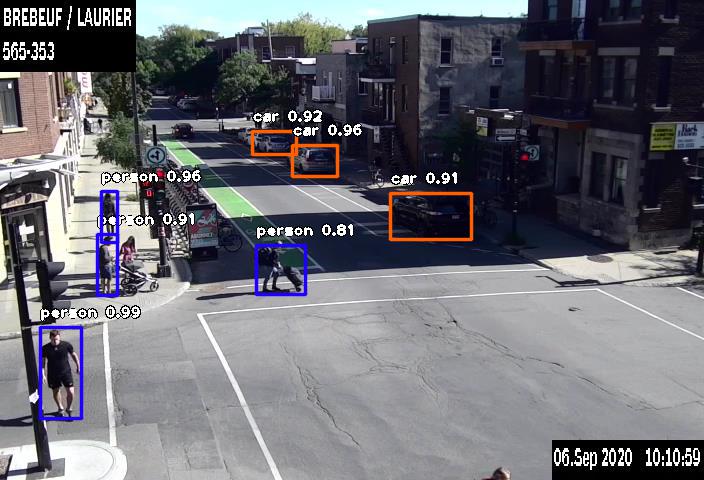 BREBEUF / LAURIER
565-353
car 0.92
car 0.96
person 0.96
car 0.91
person 0.91
person 0.81
person 0.99
06.Sep 2020 10:10:59